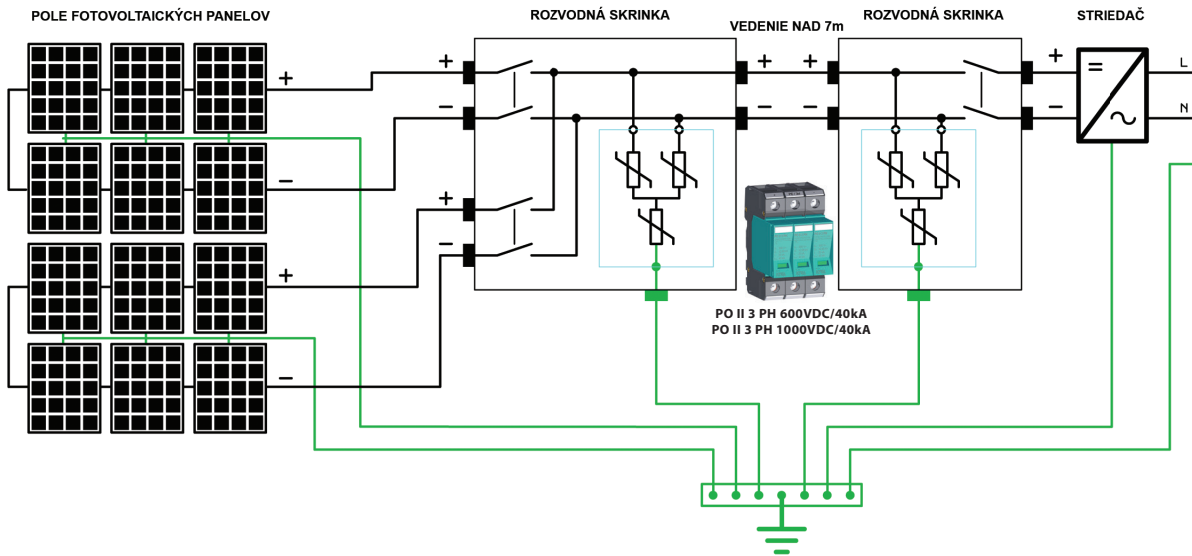 POLE FOTOVOLTAICKÝCH PANELOV
ROZVODNÁ SKRINKA
VEDENIE NAD 7m
ROZVODNÁ SKRINKA
STRIEDAČ
+
+
+
+
+
+
−
−
−
−
−
L
N
+
+
−
−
−
PO II 3 PH 600VDC/40kA
PO II 3 PH 1000VDC/40kA